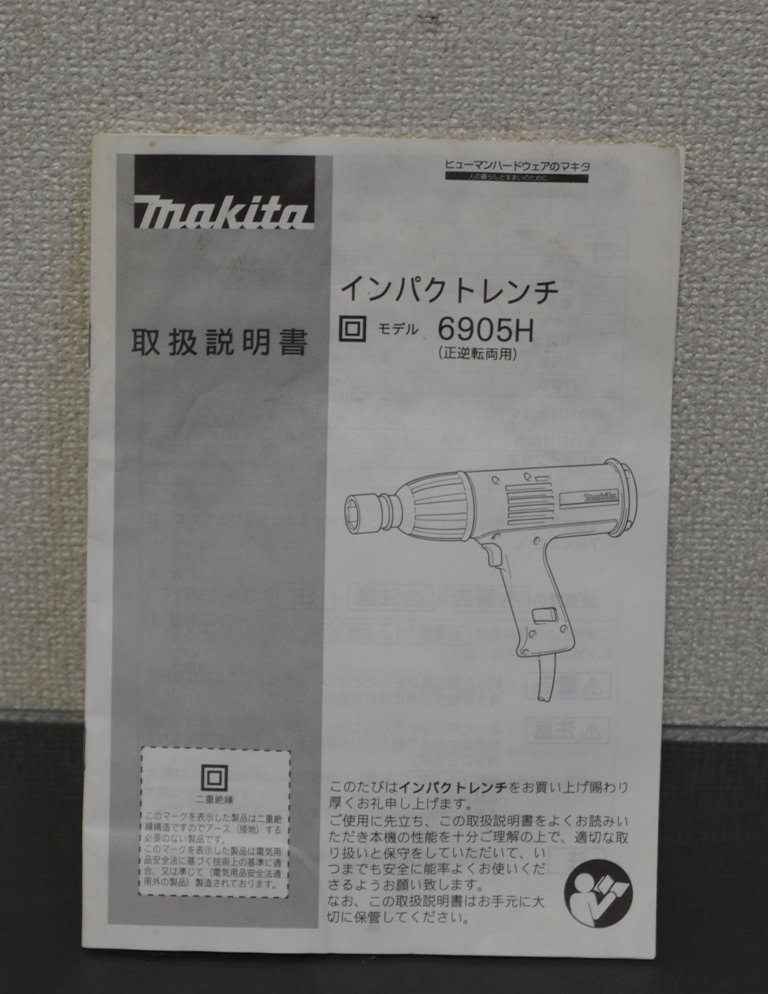 makita
ヒューマンハードウェアのマキタ
人の暮らしとすまいのために
インパクトレンチ
取扱説明書
モデル 6905H
(正逆転両用)
makita
二重絶縁
このマークを表示した製品は二重絶
縁構造ですのでアース(接地)する
必要のない製品です。
このマークを表示した製品は電気用
品安全法に基づく技術上の基準に適
合、又は準じて(電気用品安全法適
用外の製品)製造されております。
このたびはインパクトレンチをお買い上げ賜わり
厚くお礼申し上げます。
ご使用に先立ち、この取扱説明書をよくお読みい
ただき本機の性能を十分ご理解の上で、適切な取
り扱いと保守をしていただいて、い
つまでも安全に能率よくお使いくだ
さるようお願い致します。
なお、この取扱説明書はお手元に大
切に保管してください。